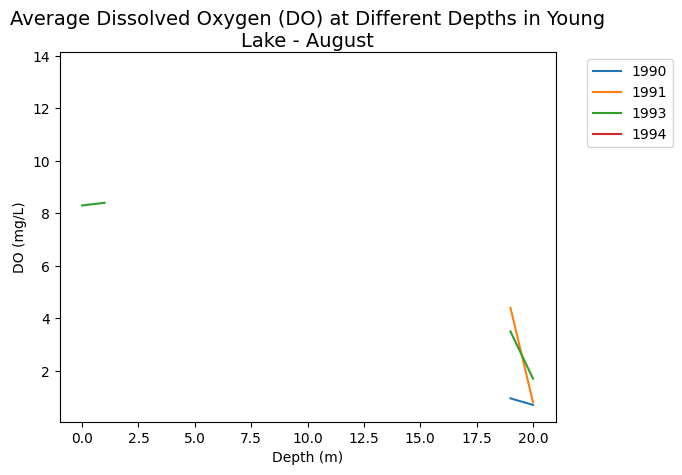 Average Dissolved Oxygen (DO) at Different Depths in Young
Lake - August
14
12
10
8
6
4
2
DO (mg/L)
0.0 2.5 5.0 7.5 10.0 12.5 15.0 17.5 20.0
Depth (m)
1990
1991
1993
1994